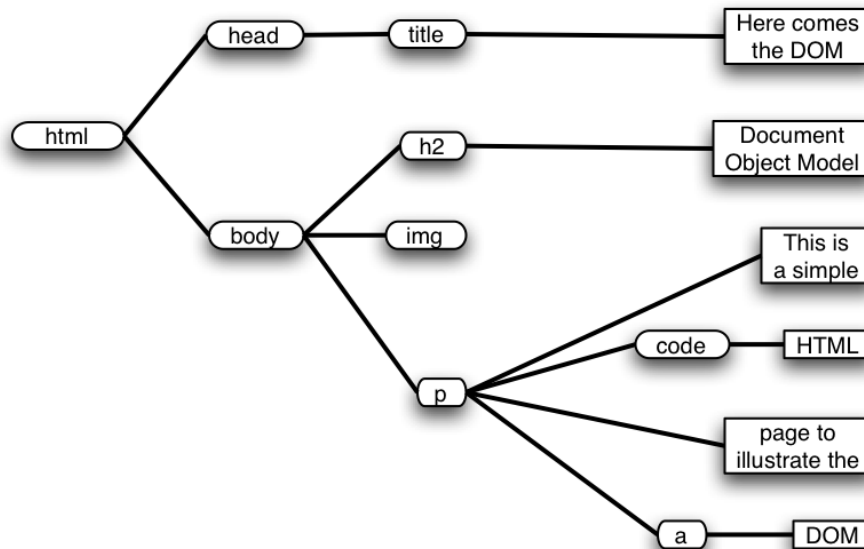 head
title
Here comes
the DOM
html
h2
Document
Object Model
body
img
This is
a simple
code
HTML
p
page to
illustrate the
a
DOM